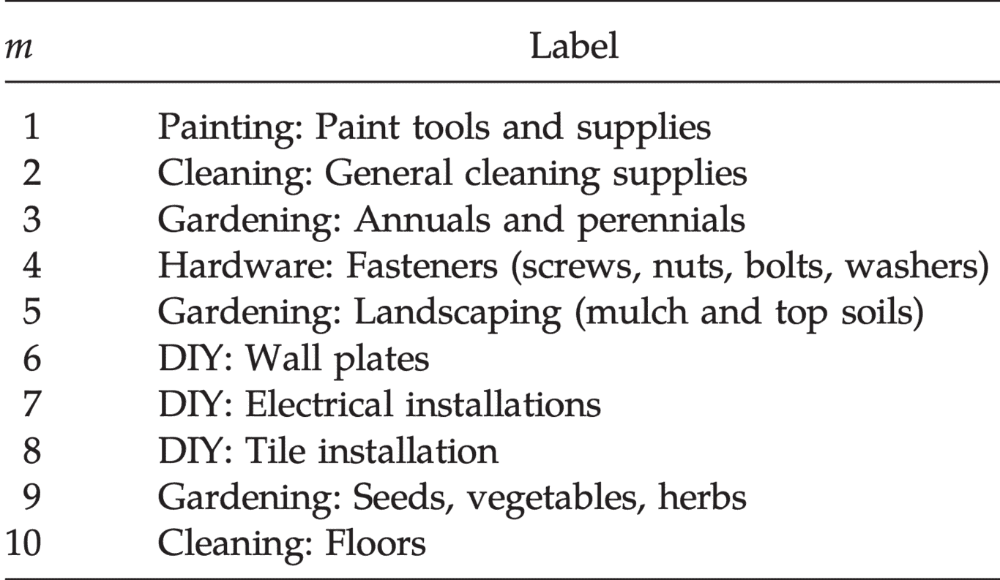 m Label
1 Painting: Paint tools and supplies
2 Cleaning: General cleaning supplies
3 Gardening: Annuals and perennials
4 Hardware: Fasteners (screws, nuts, bolts, washers)
5 Gardening: Landscaping (mulch and top soils)
6 DIY: Wall plates
7 DIY: Electrical installations
8 DIY: Tile installation
9 Gardening: Seeds, vegetables, herbs
10 Cleaning: Floors